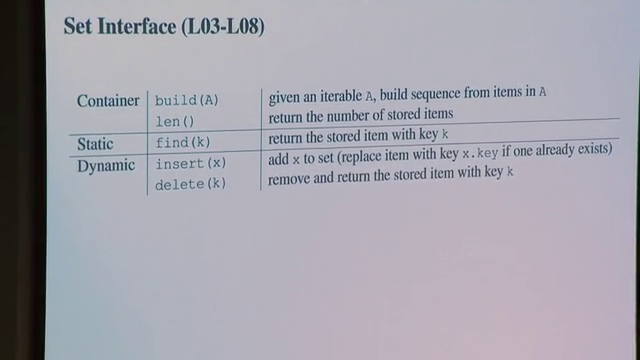 Set Interface (L03-L08)
Container build(A) given an iterable A, build sequence from items in A
len() return the number of stored items
Static find(k) return the stored item with key k
Dynamic insert(x) add x to set (replace item with key x.key if one already exists)
delete(k) remove and return the stored item with key k